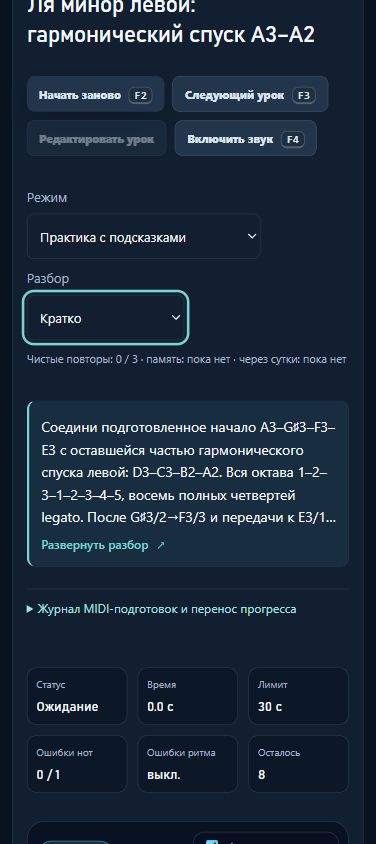 Ля минор левой:
гармонический спуск A3–A2
Начать заново F2
Следующий урок F3
Редактировать урок
Включить звук F4
Режим
Практика с подсказками
Разбор
Кратко
Чистые повторы: 0 / 3 · память: пока нет · через сутки: пока нет
Соедини подготовленное начало A3–G♯3–F3–
E3 с оставшейся частью гармонического
спуска левой: D3–C3–B2–A2. Вся октава 1–2–
3–1–2–3–4–5, восемь полных четвертей
legato. После G♯3/2→F3/3 и передачи к E3/1...
Развернуть разбор ↗
▶ Журнал MIDI-подготовок и перенос прогресса
Статус
Ожидание
Время
0.0 с
Лимит
30 с
Ошибки нот
0 / 1
Ошибки ритма
выкл.
Осталось
8